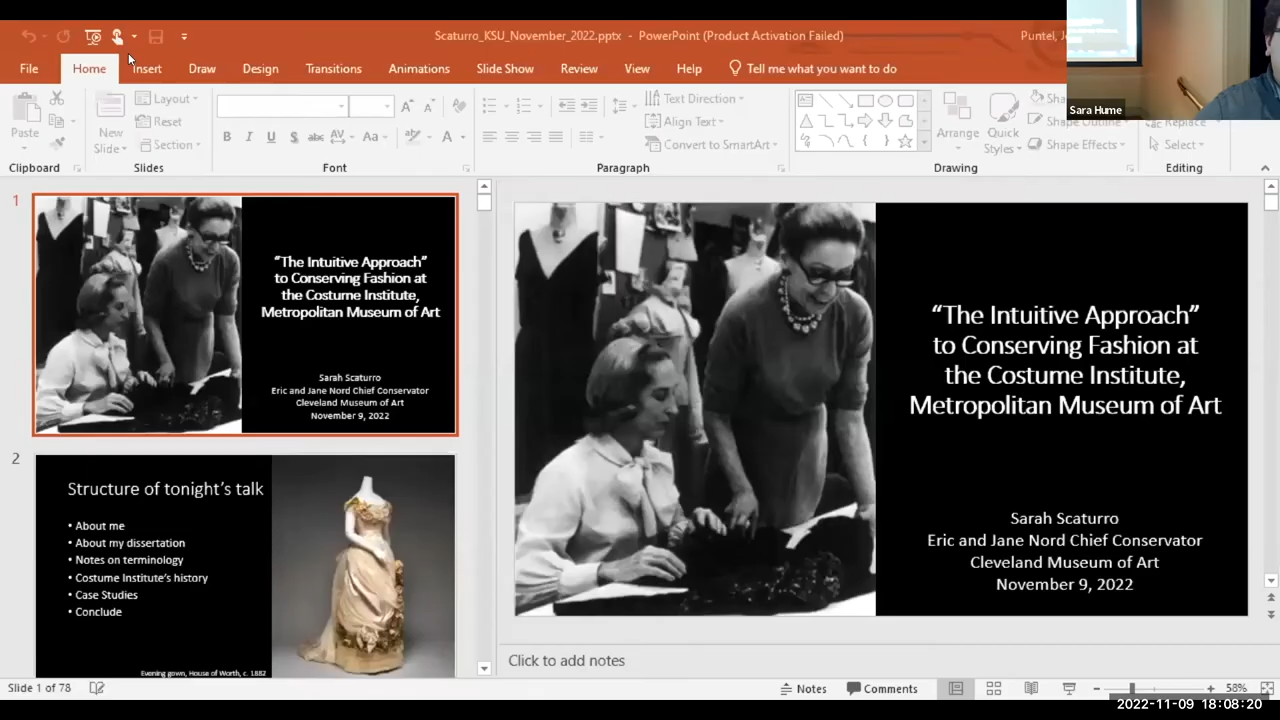 Scaturro_KSU_November_2022.pptx - PowerPoint (Product Activation Failed)
Puntel, J
File Home Insert Draw Design Transitions Animations Slide Show Review View Help Tell me what you want to do
Sara Hume
Paste
New
Slide
Layout
Reset
Section
B I U S abc AV Aa A
Text Direction
Align Text
Convert to SmartArt
Arrange
Quick
Styles
Shape Outline
Shape Effects
Replace
Select
Clipboard Slides Font Paragraph Drawing Editing
1
“The Intuitive Approach”
to Conserving Fashion at
the Costume Institute,
Metropolitan Museum of Art
Sarah Scaturro
Eric and Jane Nord Chief Conservator
Cleveland Museum of Art
November 9, 2022
2
Structure of tonight’s talk
• About me
• About my dissertation
• Notes on terminology
• Costume Institute’s history
• Case Studies
• Conclude
Evening gown, House of Worth, c. 1882
“The Intuitive Approach”
to Conserving Fashion at
the Costume Institute,
Metropolitan Museum of Art
Sarah Scaturro
Eric and Jane Nord Chief Conservator
Cleveland Museum of Art
November 9, 2022
Click to add notes
Slide 1 of 78
Notes Comments 58%
2022-11-09 18:08:20